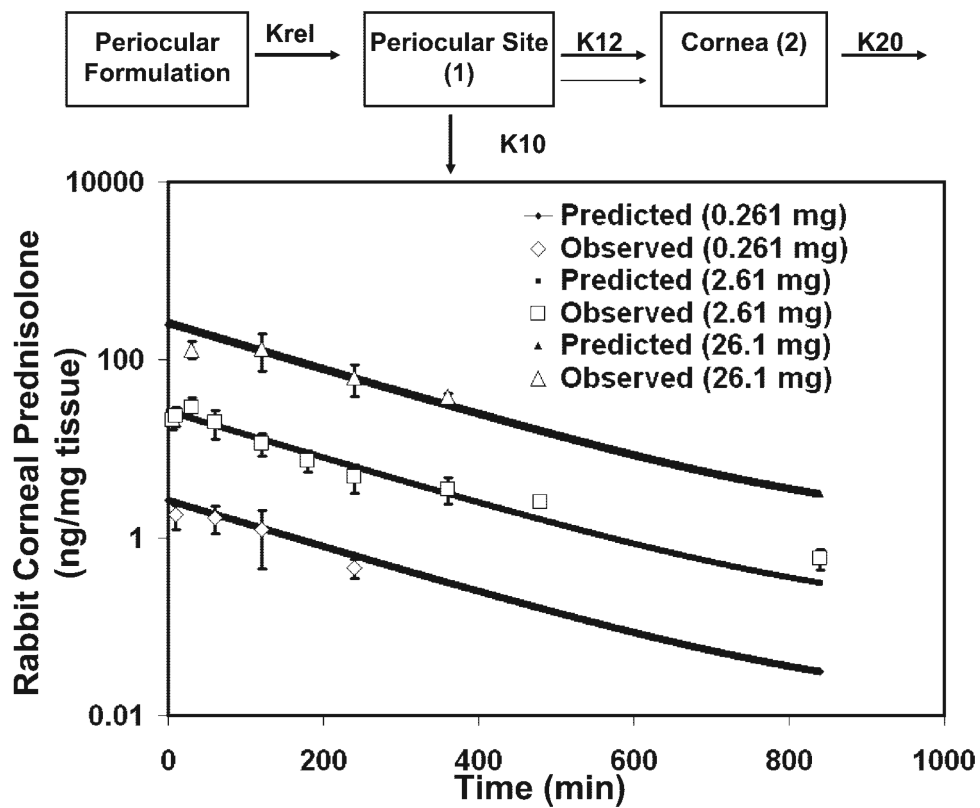 Periocular
Formulation
Krel
Periocular Site
(1)
K12
Cornea (2)
K20
K10
Rabbit Corneal Prednisolone
(ng/mg tissue)
10000
100
1
0.01
Predicted (0.261 mg)
Observed (0.261 mg)
Predicted (2.61 mg)
Observed (2.61 mg)
Predicted (26.1 mg)
Observed (26.1 mg)
0 200 400 600 800 1000
Time (min)